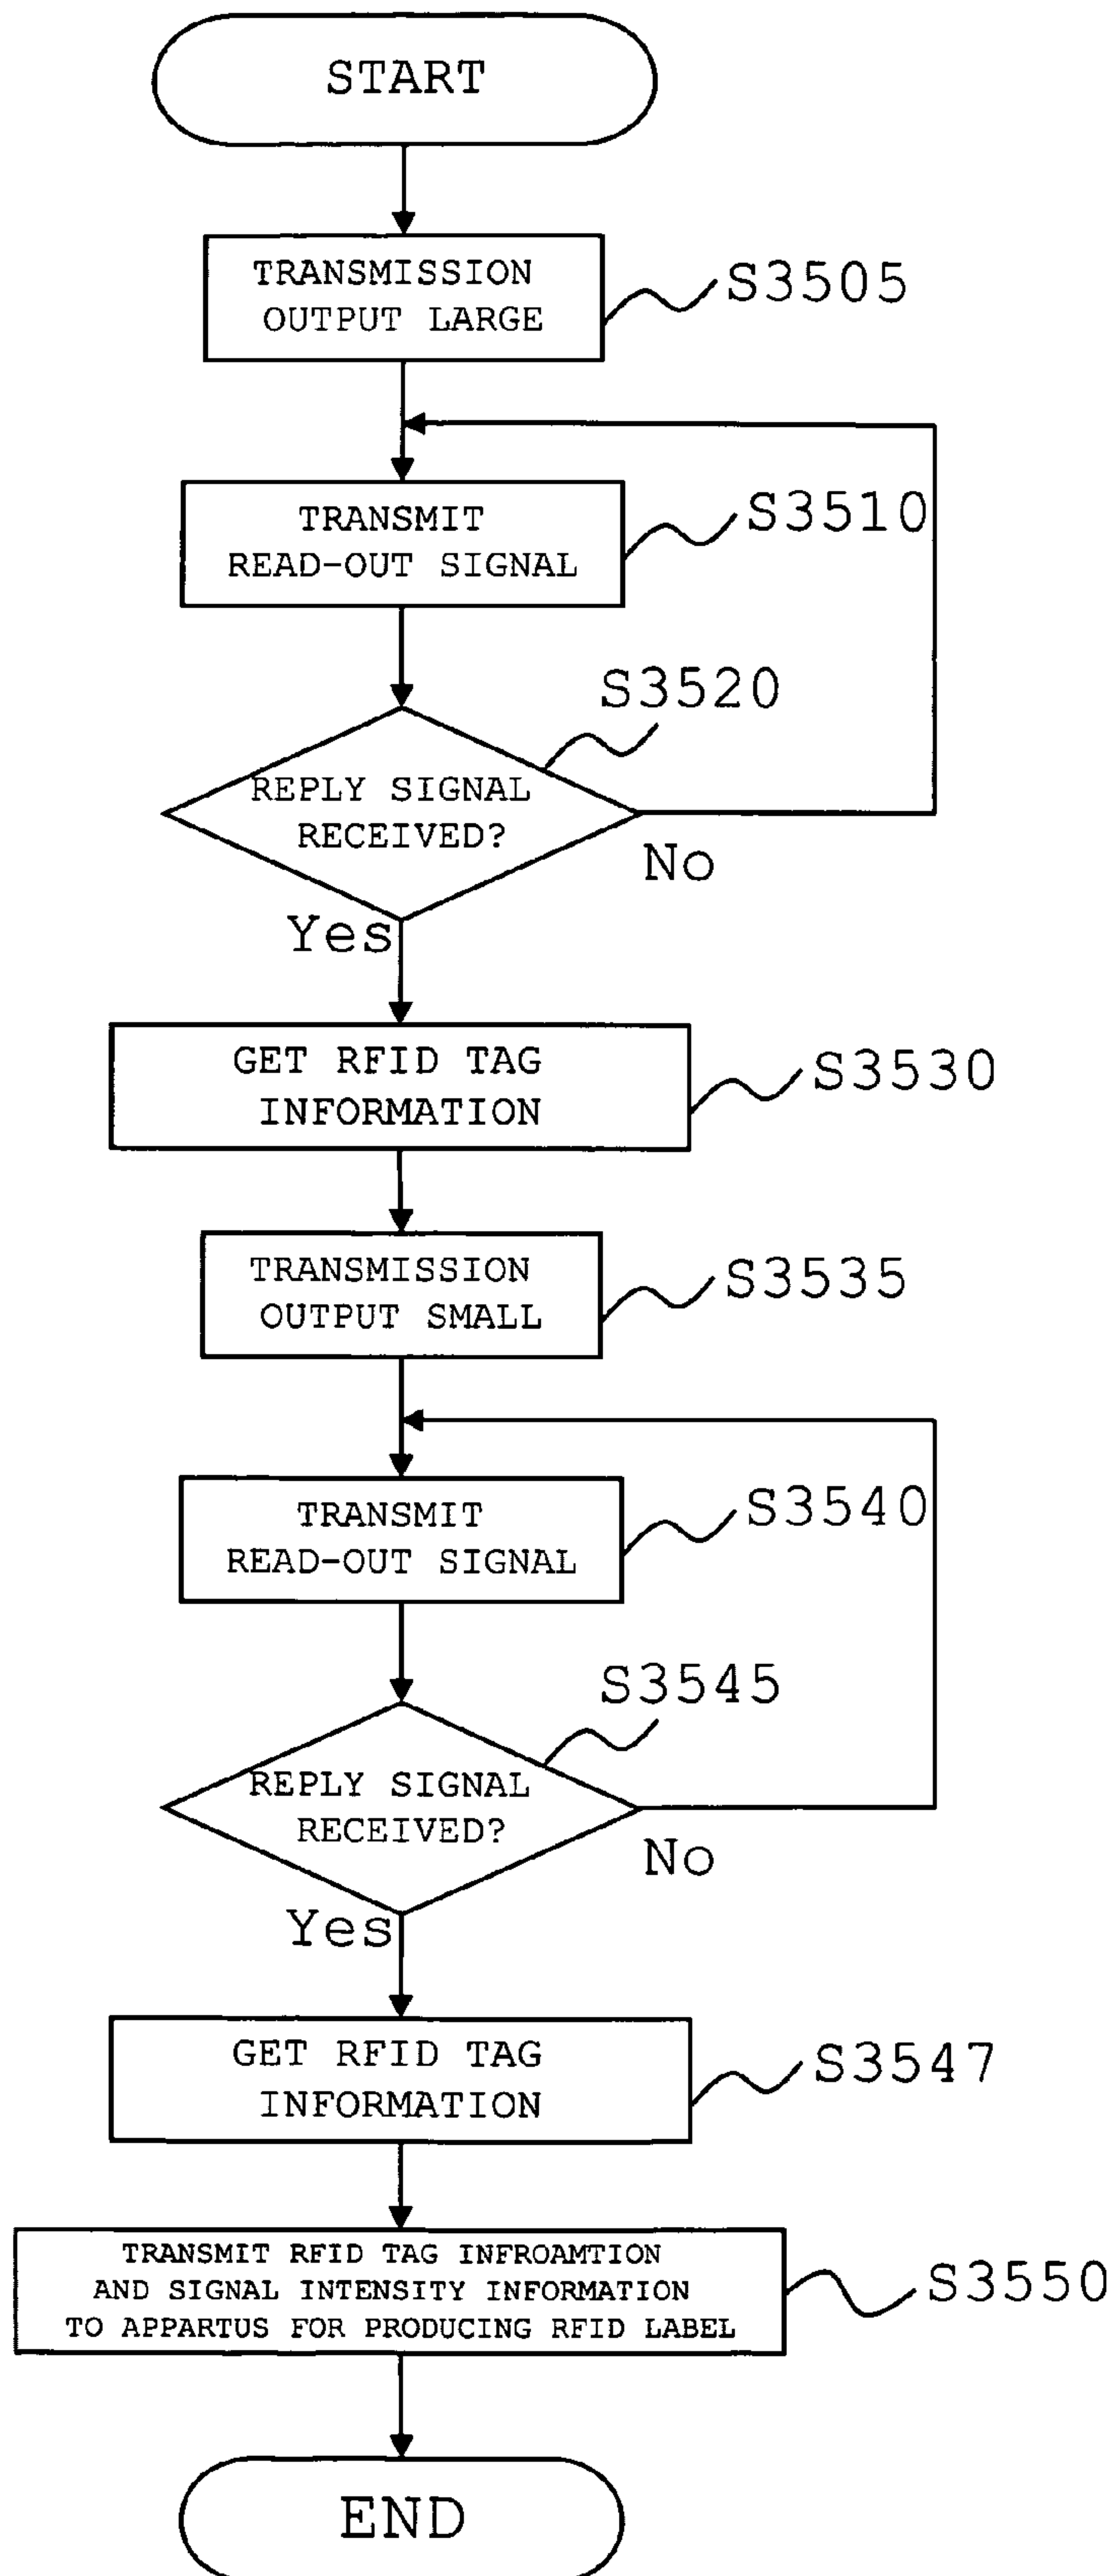 START
TRANSMISSION
OUTPUT LARGE
S3505
TRANSMIT
READ-OUT SIGNAL
S3510
S3520
REPLY SIGNAL
RECEIVED?
No
Yes
GET RFID TAG
INFORMATION
S3530
TRANSMISSION
OUTPUT SMALL
S3535
TRANSMIT
READ-OUT SIGNAL
S3540
S3545
REPLY SIGNAL
RECEIVED?
No
Yes
GET RFID TAG
INFORMATION
S3547
TRANSMIT RFID TAG INFROAMTION
AND SIGNAL INTENSITY INFORMATION
TO APPARTUS FOR PRODUCING RFID LABEL
S3550
END